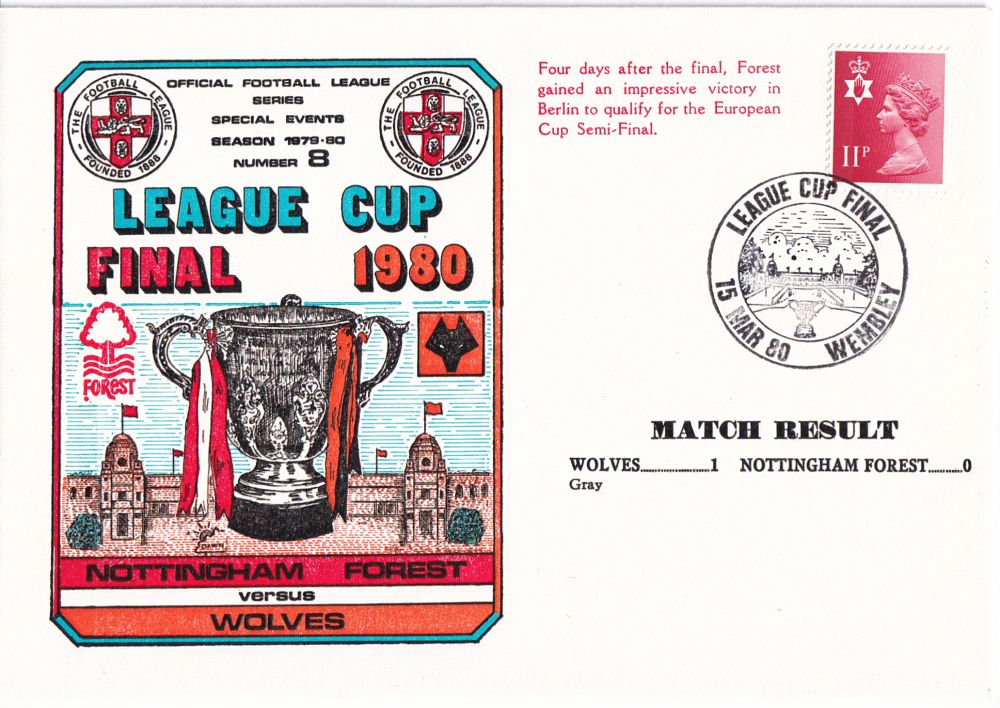 OFFICIAL FOOTBALL LEAGUE
SERIES
SPECIAL EVENTS
SEASON 1979-80
NUMBER 8
THE FOOTBALL LEAGUE
FOUNDED 1888
THE FOOTBALL LEAGUE
FOUNDED 1888
LEAGUE CUP
FINAL 1980
FOREST
DAWN
NOTTINGHAM FOREST
versus
WOLVES
Four days after the final, Forest
gained an impressive victory in
Berlin to qualify for the European
Cup Semi-Final.
11P
LEAGUE CUP FINAL
15 MAR 80 WEMBLEY
MATCH RESULT
WOLVES......................1 NOTTINGHAM FOREST...........0
Gray